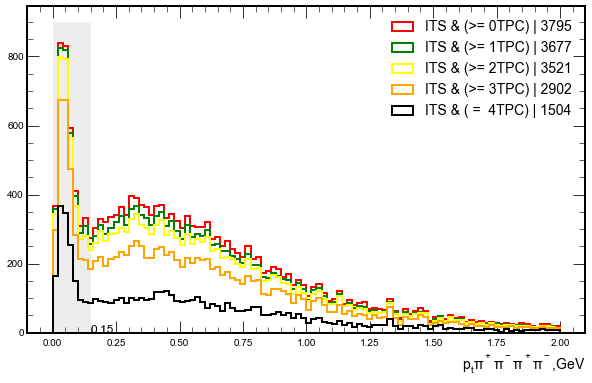 ITS & (>= 0TPC) | 3795
ITS & (>= 1TPC) | 3677
ITS & (>= 2TPC) | 3521
ITS & (>= 3TPC) | 2902
ITS & ( = 4TPC) | 1504
800
600
400
200
0
0.15
0.00 0.25 0.50 0.75 1.00 1.25 1.50 1.75 2.00
p_t π⁺ π⁻ π⁺ π⁻,GeV